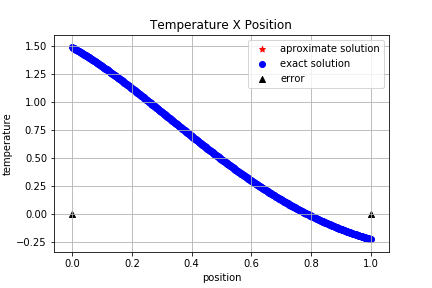 Temperature X Position
aproximate solution
exact solution
error
temperature
1.50
1.25
1.00
0.75
0.50
0.25
0.00
−0.25
0.0 0.2 0.4 0.6 0.8 1.0
position